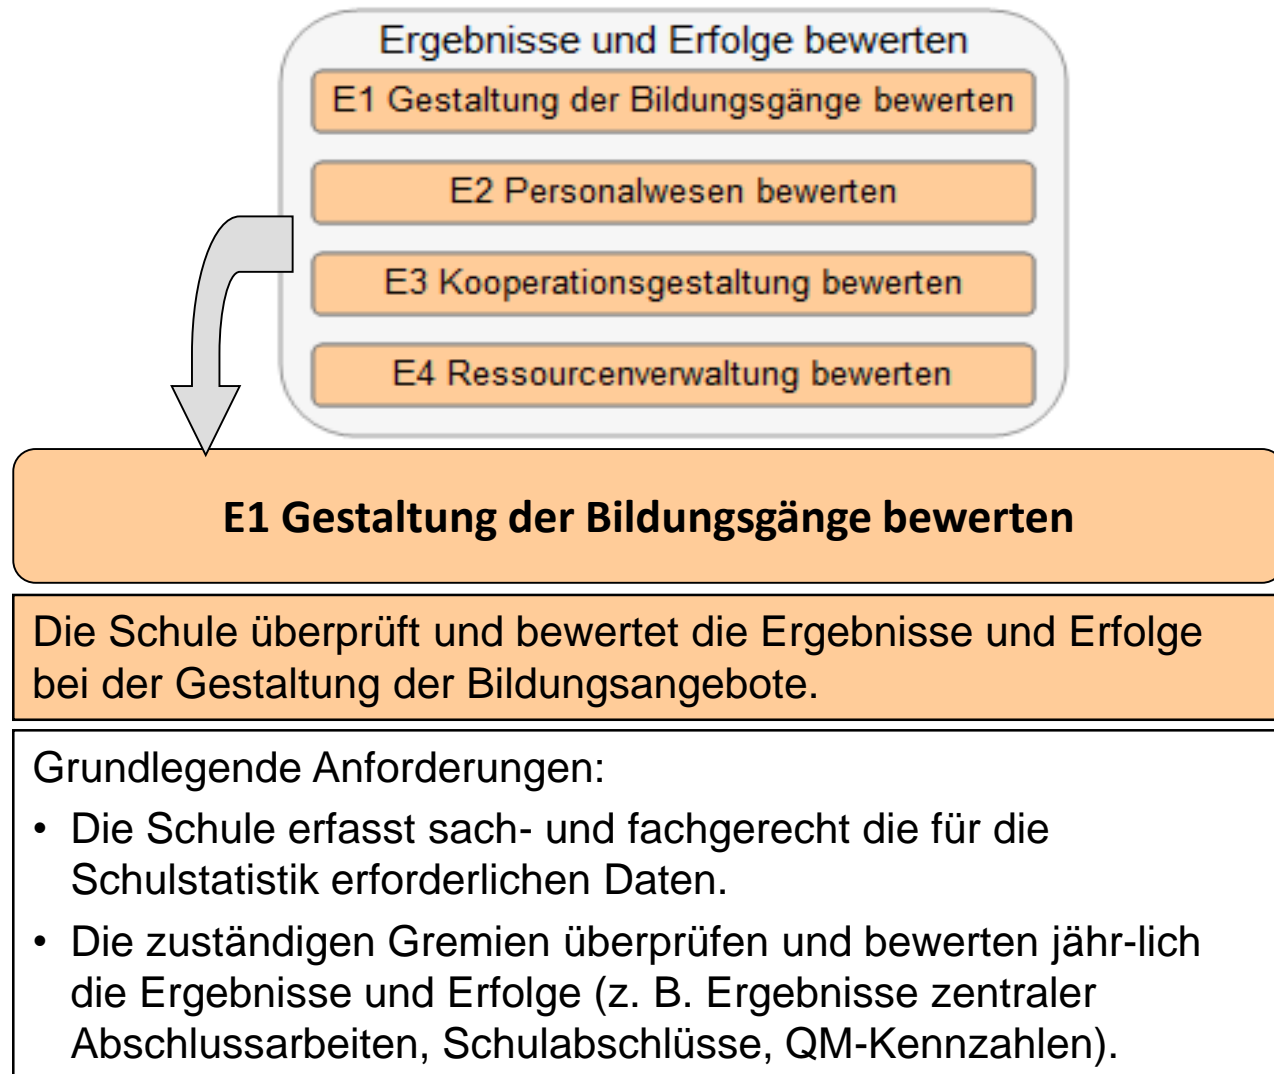 Ergebnisse und Erfolge bewerten
E1 Gestaltung der Bildungsgänge bewerten
E2 Personalwesen bewerten
E3 Kooperationsgestaltung bewerten
E4 Ressourcenverwaltung bewerten
E1 Gestaltung der Bildungsgänge bewerten
Die Schule überprüft und bewertet die Ergebnisse und Erfolge
bei der Gestaltung der Bildungsangebote.
Grundlegende Anforderungen:
• Die Schule erfasst sach- und fachgerecht die für die
Schulstatistik erforderlichen Daten.
• Die zuständigen Gremien überprüfen und bewerten jähr-lich
die Ergebnisse und Erfolge (z. B. Ergebnisse zentraler
Abschlussarbeiten, Schulabschlüsse, QM-Kennzahlen).